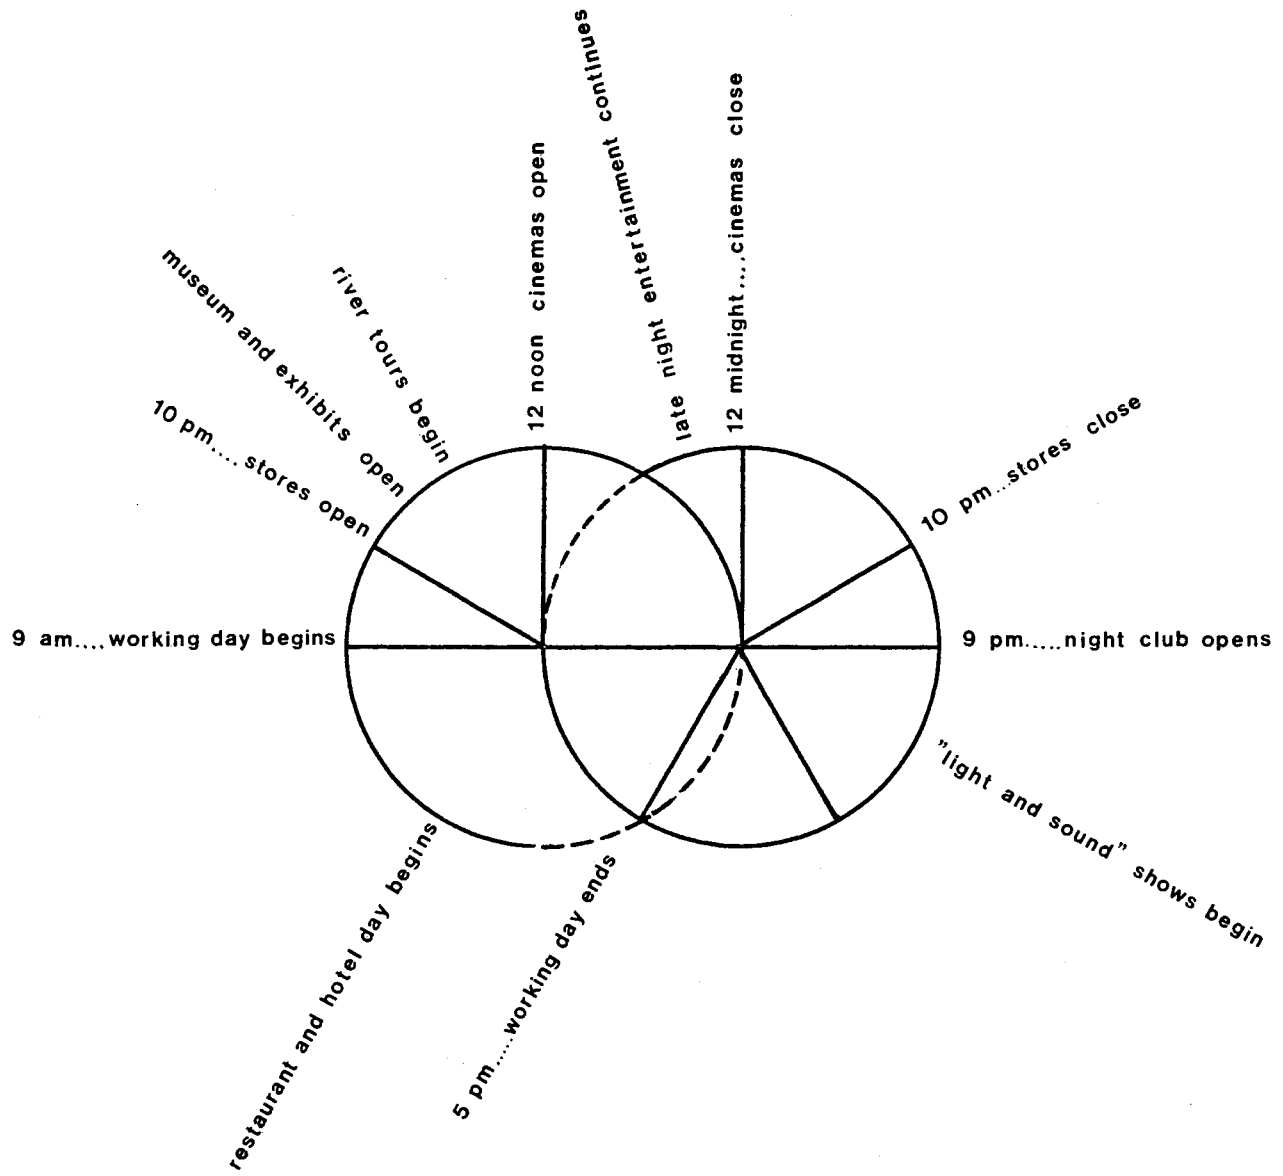 late night entertainment continues
12 midnight....cinemas close
12 noon cinemas open
museum and exhibits open
river tours begin
10 pm.... stores open
10 pm...stores close
9 am....working day begins
9 pm.....night club opens
"light and sound" shows begin
restaurant and hotel day begins
5 pm.....working day ends